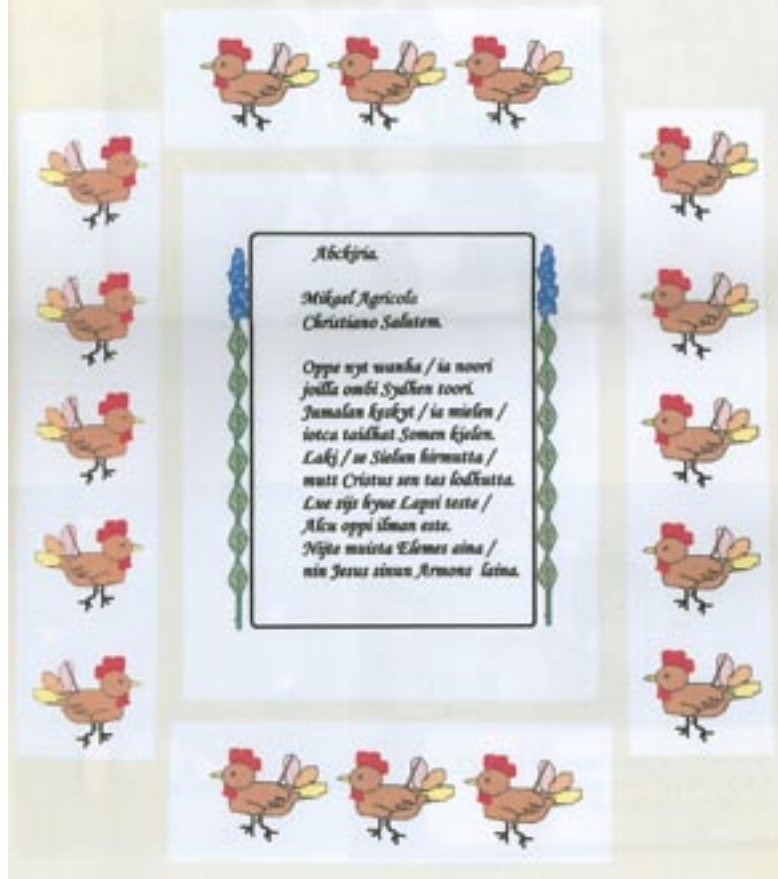 Abckiria.
Mikael Agricola
Christiano Salutem.
Oppe nyt wanha / ia noori
joilla ombi Sydhen toori.
Jumalan keskyt / ia mielen /
iotca taidhat Somen kielen.
Laki / se Sielun hirmutta /
mutt Cristus sen tas lodhutta.
Lue sijs hyue Lapsi teste /
Alcu oppi ilman este.
Nijte muista Elemes aina /
nin Jesus sinun Armons laina.